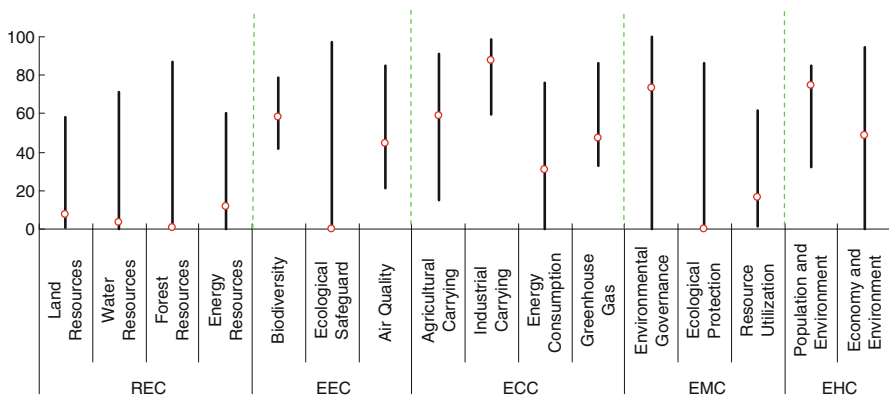 100
80
60
40
20
0
Land
Resources
Water
Resources
Forest
Resources
Energy
Resources
Biodiversity
Ecological
Safeguard
Air Quality
Agricultural
Carrying
Industrial
Carrying
Energy
Consumption
Greenhouse
Gas
Environmental
Governance
Ecological
Protection
Resource
Utilization
Population and
Environment
Economy and
Environment
REC
EEC
ECC
EMC
EHC